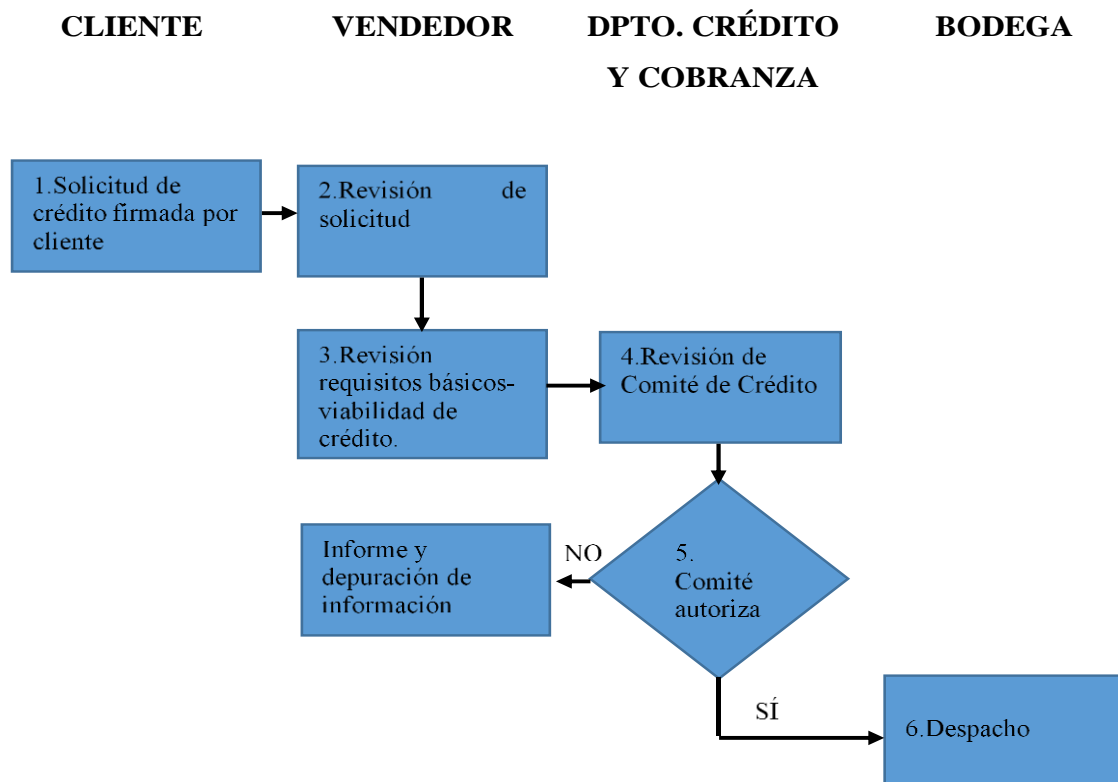 CLIENTE
VENDEDOR
DPTO. CRÉDITO
Y COBRANZA
BODEGA
1.Solicitud de
crédito firmada por
cliente
2.Revisión de
solicitud
3.Revisión
requisitos básicos-
viabilidad de
crédito.
4.Revisión de
Comité de Crédito
5.
Comité
autoriza
NO
Informe y
depuración de
información
SÍ
6.Despacho